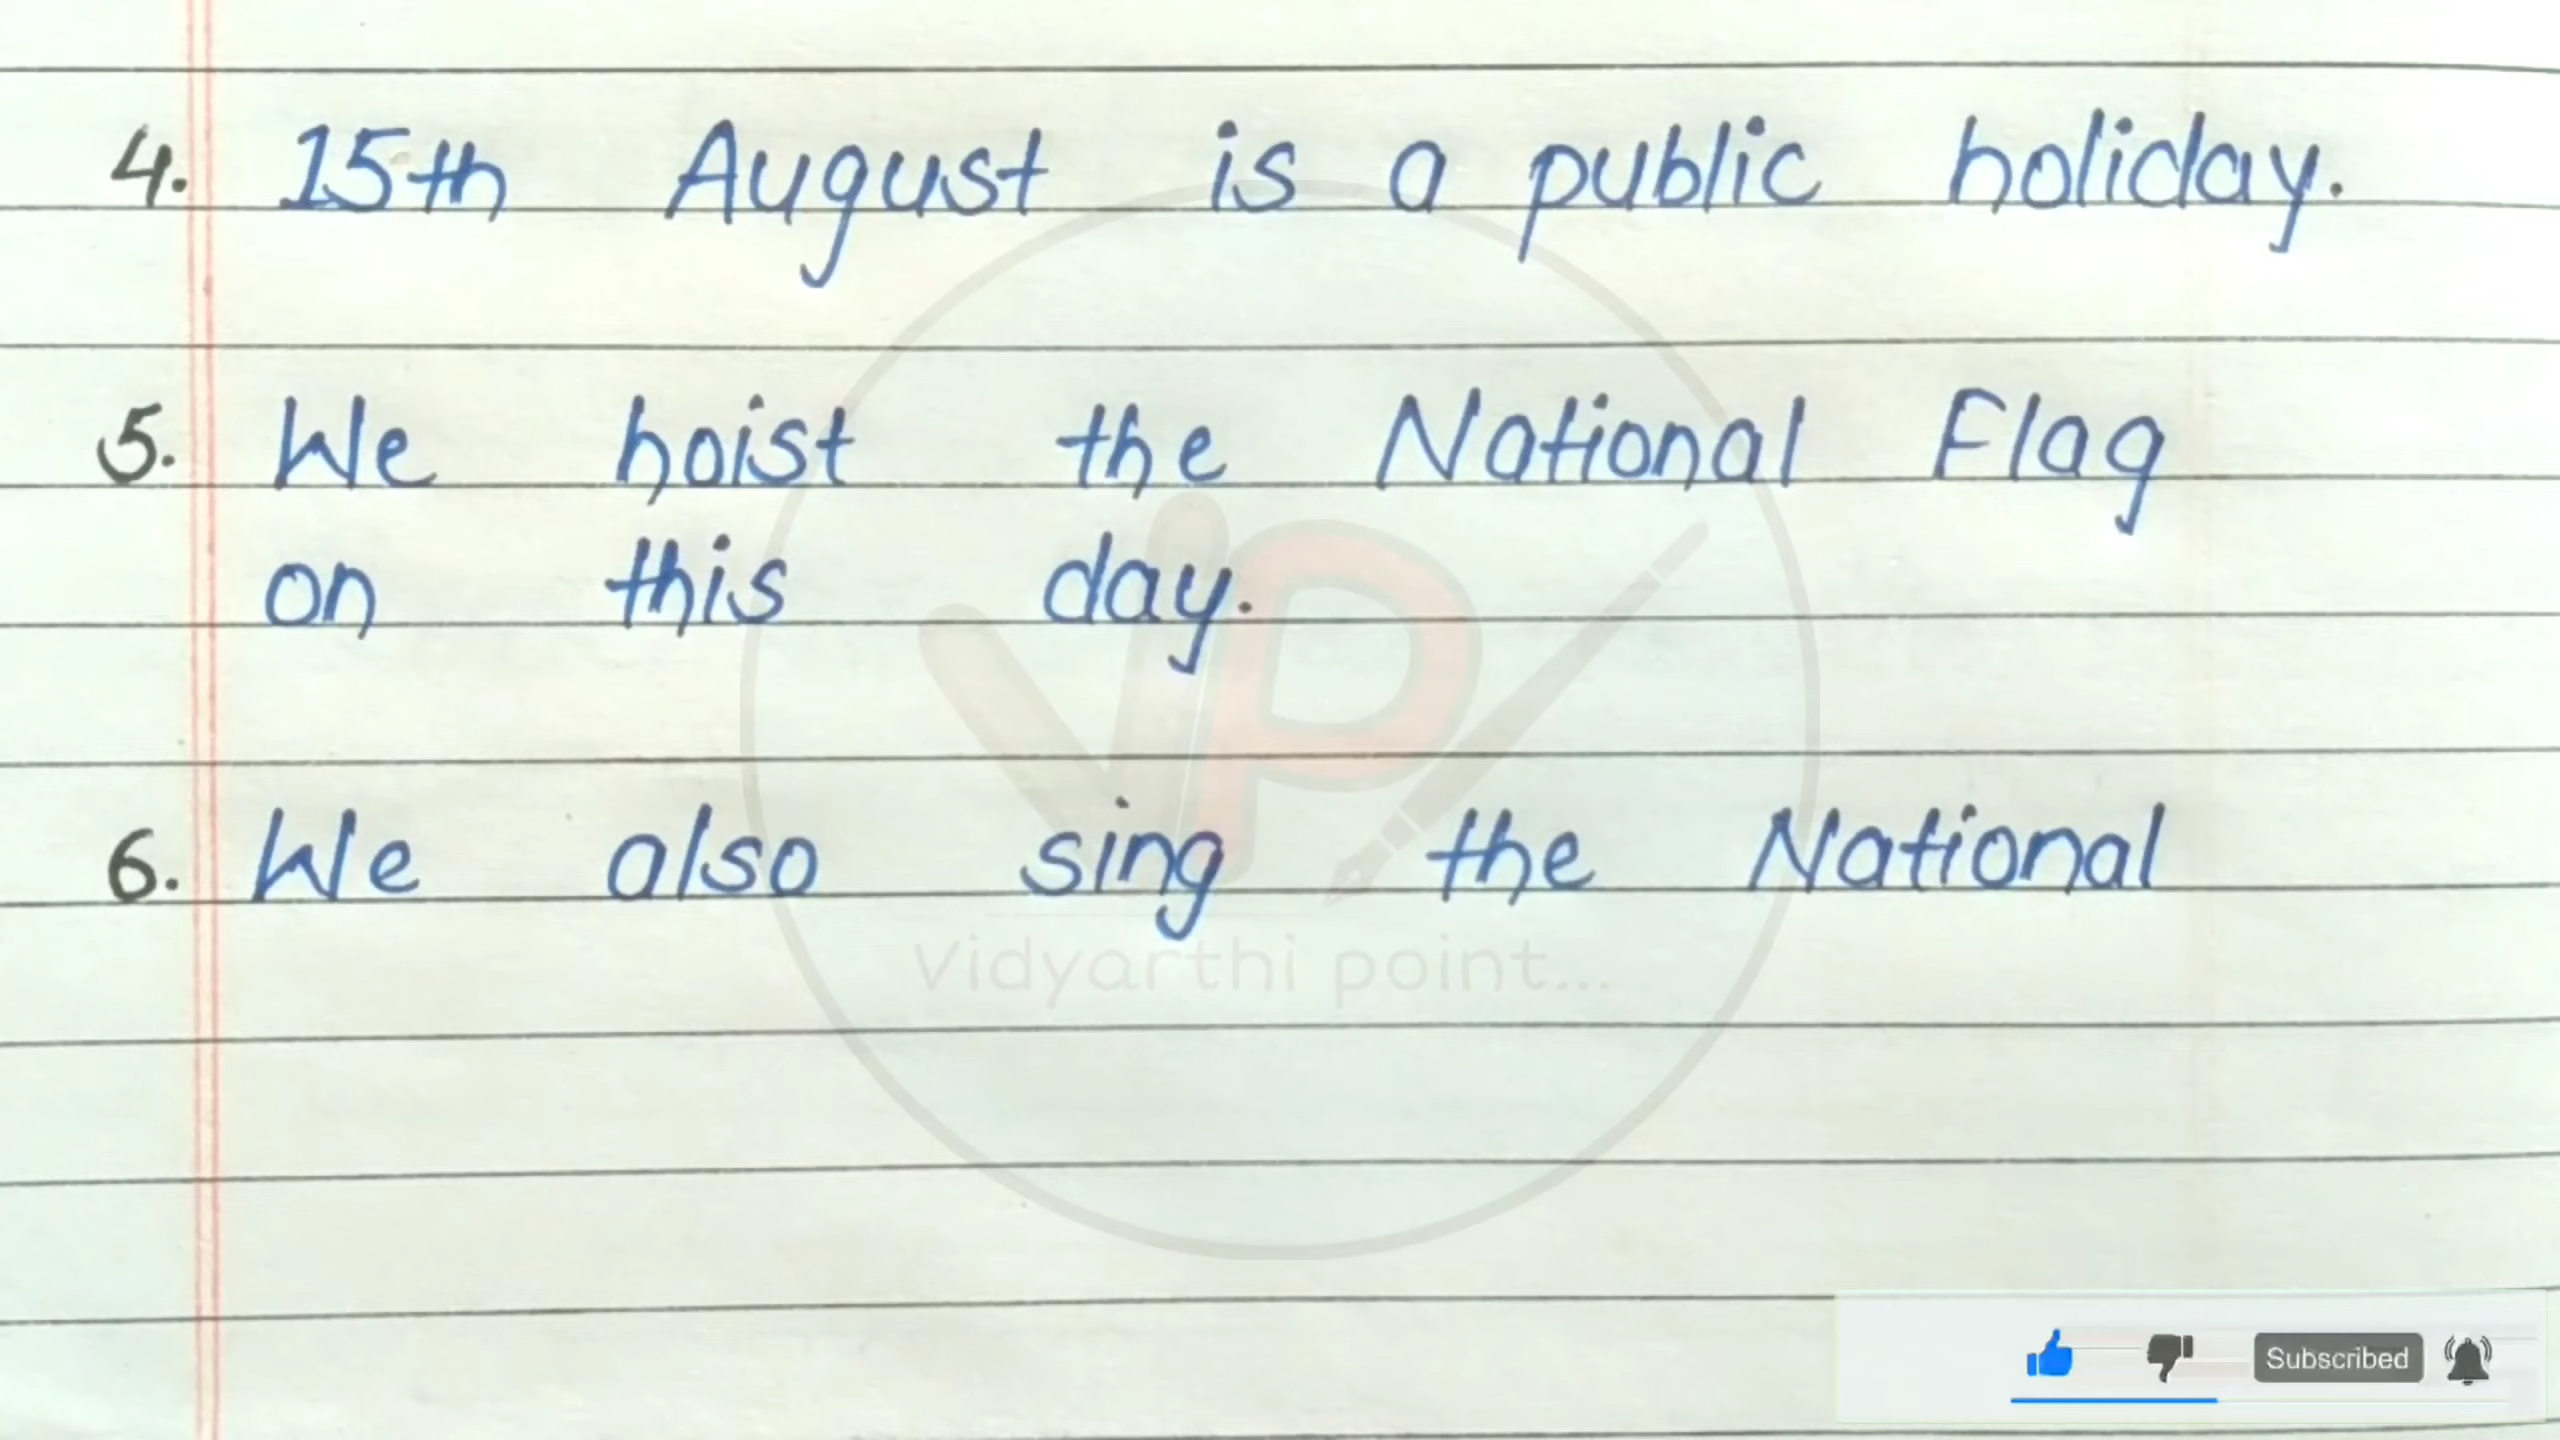 4. 15th August is a public holiday.
5. We hoist the National Flag
on this day.
6. We also sing the National
Vidyarthi point...
Subscribed